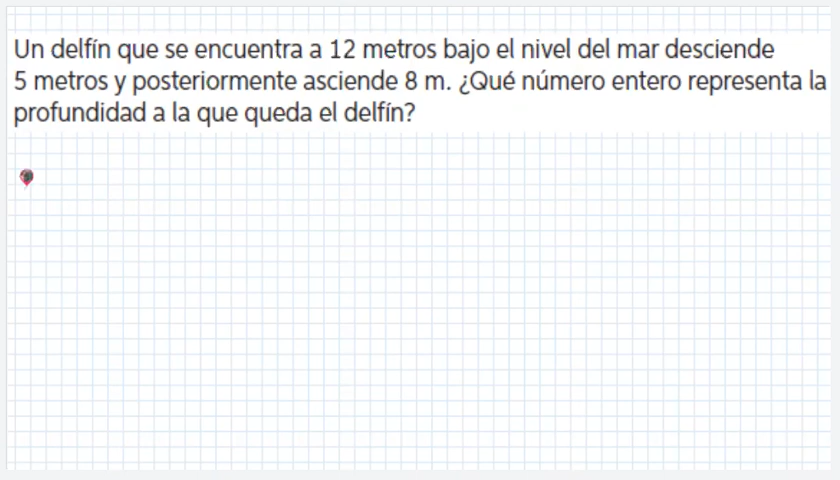 Un delfín que se encuentra a 12 metros bajo el nivel del mar desciende
5 metros y posteriormente asciende 8 m. ¿Qué número entero representa la
profundidad a la que queda el delfín?